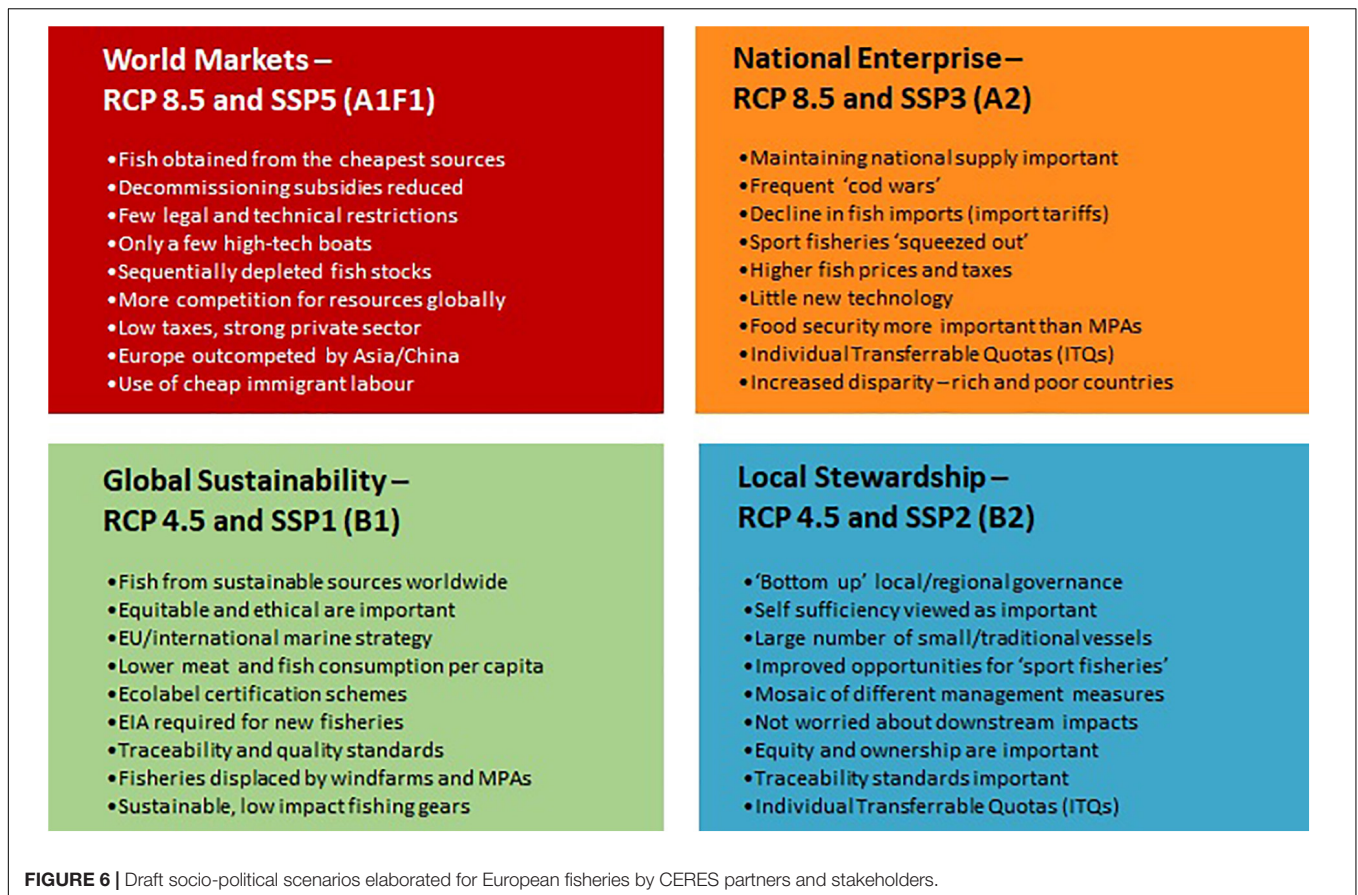 World Markets –
RCP 8.5 and SSP5 (A1F1)
•Fish obtained from the cheapest sources
•Decommissioning subsidies reduced
•Few legal and technical restrictions
•Only a few high-tech boats
•Sequentially depleted fish stocks
•More competition for resources globally
•Low taxes, strong private sector
•Europe outcompeted by Asia/China
•Use of cheap immigrant labour
National Enterprise –
RCP 8.5 and SSP3 (A2)
•Maintaining national supply important
•Frequent ‘cod wars’
•Decline in fish imports (import tariffs)
•Sport fisheries ‘squeezed out’
•Higher fish prices and taxes
•Little new technology
•Food security more important than MPAs
•Individual Transferrable Quotas (ITQs)
•Increased disparity – rich and poor countries
Global Sustainability –
RCP 4.5 and SSP1 (B1)
•Fish from sustainable sources worldwide
•Equitable and ethical are important
•EU/international marine strategy
•Lower meat and fish consumption per capita
•Ecolabel certification schemes
•EIA required for new fisheries
•Traceability and quality standards
•Fisheries displaced by windfarms and MPAs
•Sustainable, low impact fishing gears
Local Stewardship –
RCP 4.5 and SSP2 (B2)
•‘Bottom up’ local/regional governance
•Self sufficiency viewed as important
•Large number of small/traditional vessels
•Improved opportunities for ‘sport fisheries’
•Mosaic of different management measures
•Not worried about downstream impacts
•Equity and ownership are important
•Traceability standards important
•Individual Transferrable Quotas (ITQs)
FIGURE 6 | Draft socio-political scenarios elaborated for European fisheries by CERES partners and stakeholders.